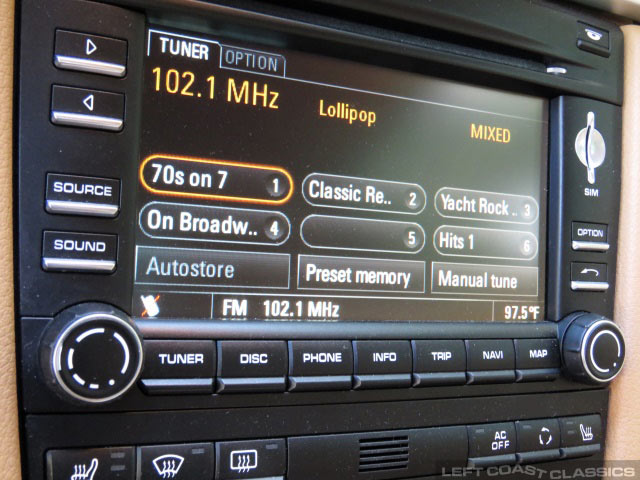 TUNER OPTION
102.1 MHz Lollipop MIXED
70s on 7 1 Classic Re.. 2 Yacht Rock .. 3
On Broadw.. 4 5 Hits 1 6
Autostore Preset memory Manual tune
FM 102.1 MHz 97.5°F
SOURCE
SOUND
SIM
OPTION
TUNER DISC PHONE INFO TRIP NAVI MAP
AC
OFF
LEFT COAST CLASSICS